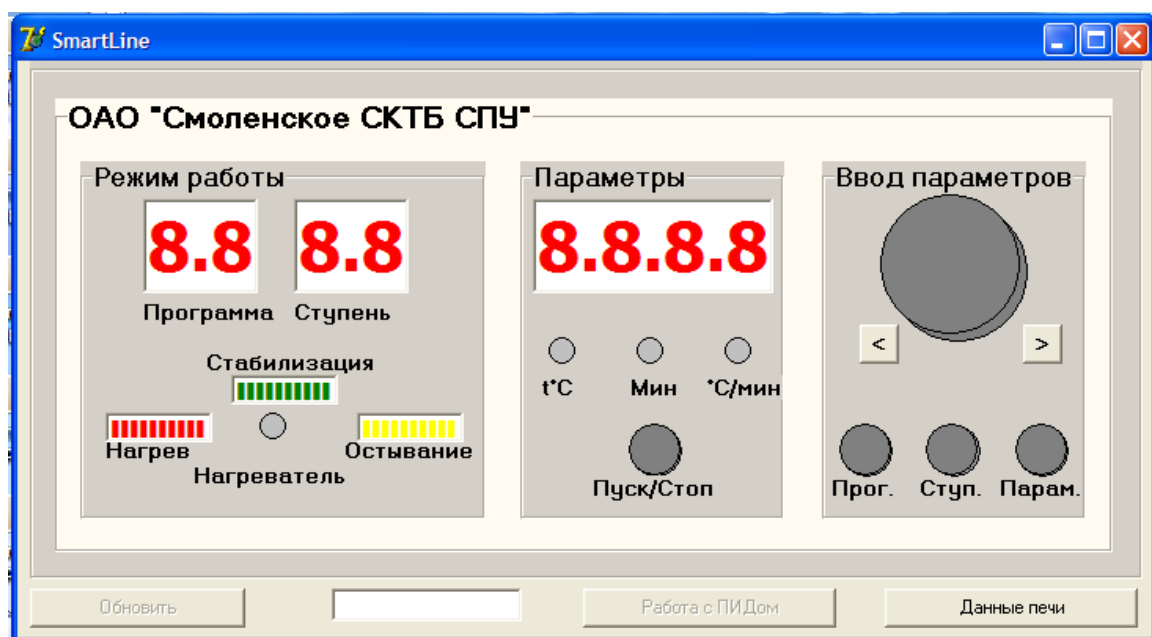 SmartLine
ОАО "Смоленское СКТБ СПУ"
Режим работы
8.8 8.8
Программа Ступень
Стабилизация
Нагрев
Остывание
Нагреватель
Параметры
8.8.8.8
t°C Мин °С/мин
Пуск/Стоп
Ввод параметров
< >
Прог. Ступ. Парам.
Обновить Работа с ПИДом Данные печи